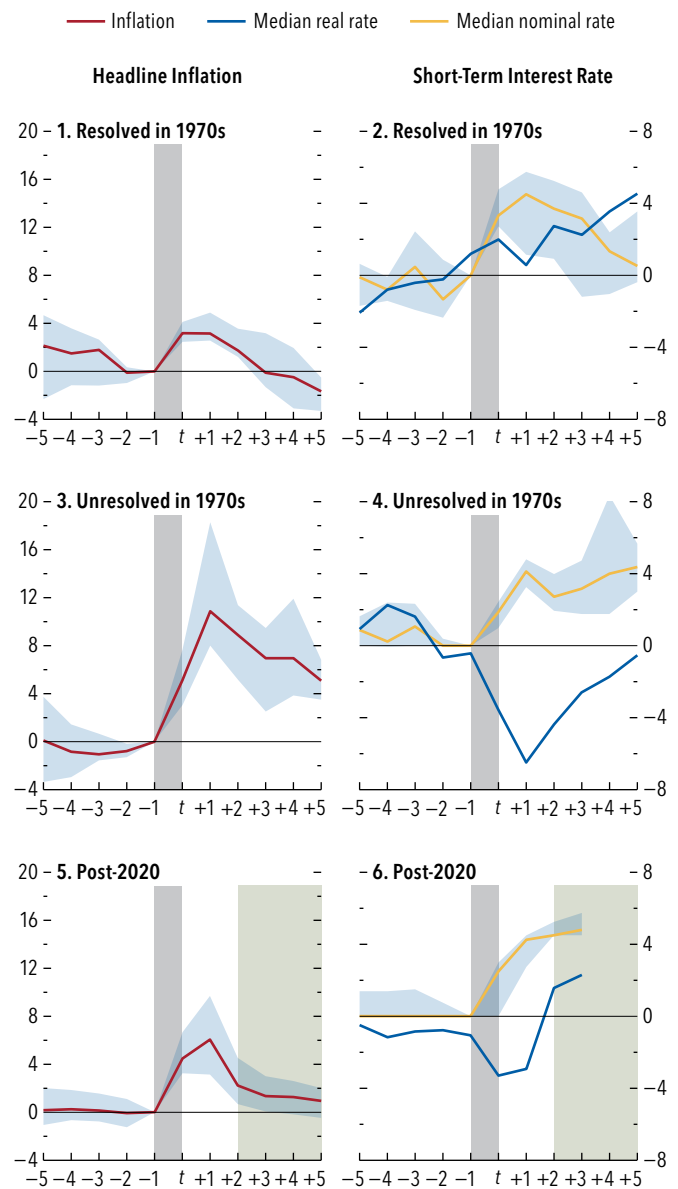 Inflation Median real rate Median nominal rate
Headline Inflation Short-Term Interest Rate
20 1. Resolved in 1970s 2. Resolved in 1970s 8
16
12 4
8 0
4
0 −4
−4 −8
−5 −4 −3 −2 −1 t +1 +2 +3 +4 +5 −5 −4 −3 −2 −1 t +1 +2 +3 +4 +5
20 3. Unresolved in 1970s 4. Unresolved in 1970s 8
16
12 4
8 0
4
0 −4
−4 −8
−5 −4 −3 −2 −1 t +1 +2 +3 +4 +5 −5 −4 −3 −2 −1 t +1 +2 +3 +4 +5
20 5. Post-2020 6. Post-2020 8
16
12 4
8 0
4
0 −4
−4 −8
−5 −4 −3 −2 −1 t +1 +2 +3 +4 +5 −5 −4 −3 −2 −1 t +1 +2 +3 +4 +5